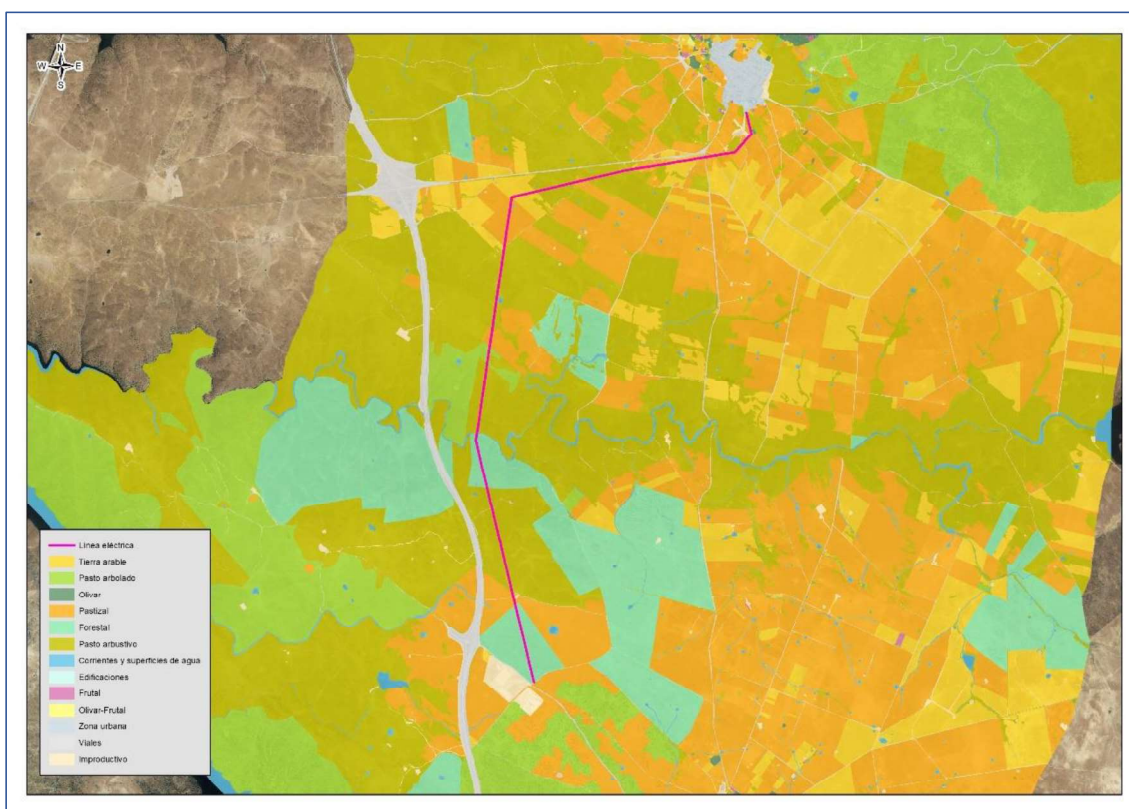 N
W E
S
Línea eléctrica
Tierra arable
Pasto arbolado
Olivar
Pastizal
Forestal
Pasto arbustivo
Corrientes y superficies de agua
Edificaciones
Frutal
Olivar-Frutal
Zona urbana
Viales
Improductivo